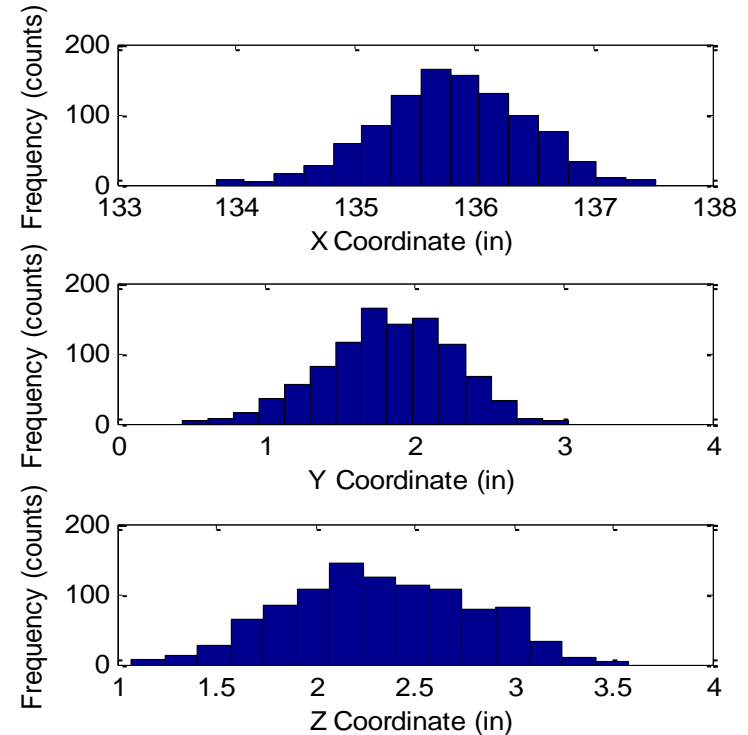 Frequency (counts)
200
100
0
133 134 135 136 137 138
X Coordinate (in)
Frequency (counts)
200
100
0
0 1 2 3 4
Y Coordinate (in)
Frequency (counts)
200
100
0
1 1.5 2 2.5 3 3.5 4
Z Coordinate (in)